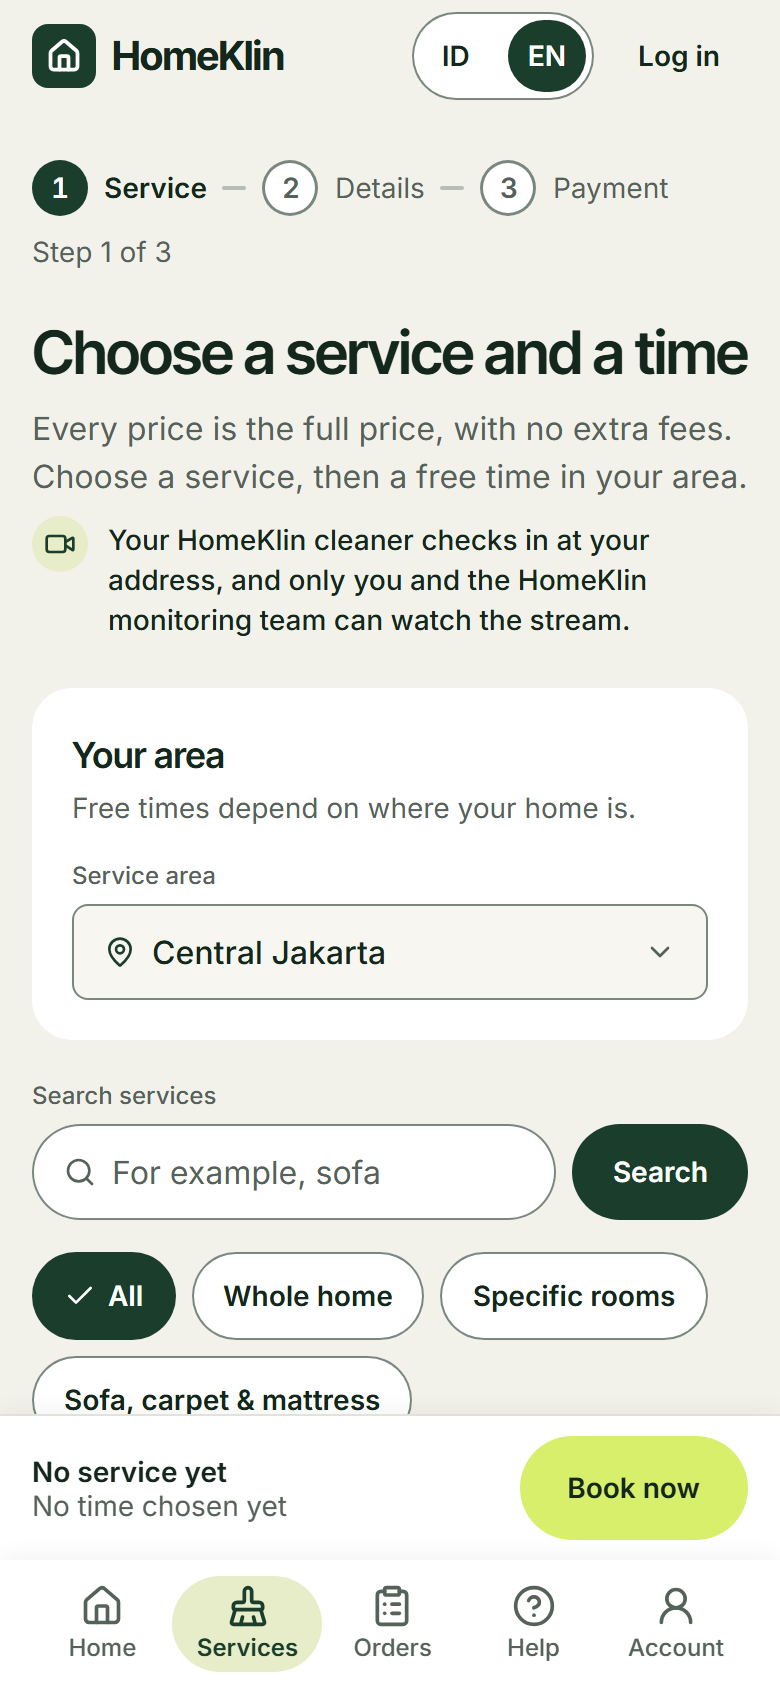 HomeKlin
ID
EN
Log in
1
Service
2
Details
3
Payment
Step 1 of 3
Choose a service and a time
Every price is the full price, with no extra fees.
Choose a service, then a free time in your area.
Your HomeKlin cleaner checks in at your
address, and only you and the HomeKlin
monitoring team can watch the stream.
Your area
Free times depend on where your home is.
Service area
Central Jakarta
Search services
For example, sofa
Search
All
Whole home
Specific rooms
Sofa, carpet & mattress
No service yet
No time chosen yet
Book now
Home
Services
Orders
Help
Account